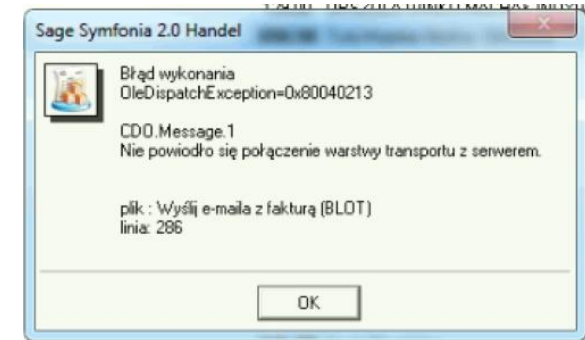 Sage Symfonia 2.0 Handel
Błąd wykonania
OleDispatchException=0x80040213
CDO.Message.1
Nie powiodło się połączenie warstwy transportu z serwerem.
plik : Wyślij e-maila z fakturą (BLOT)
linia: 286
OK